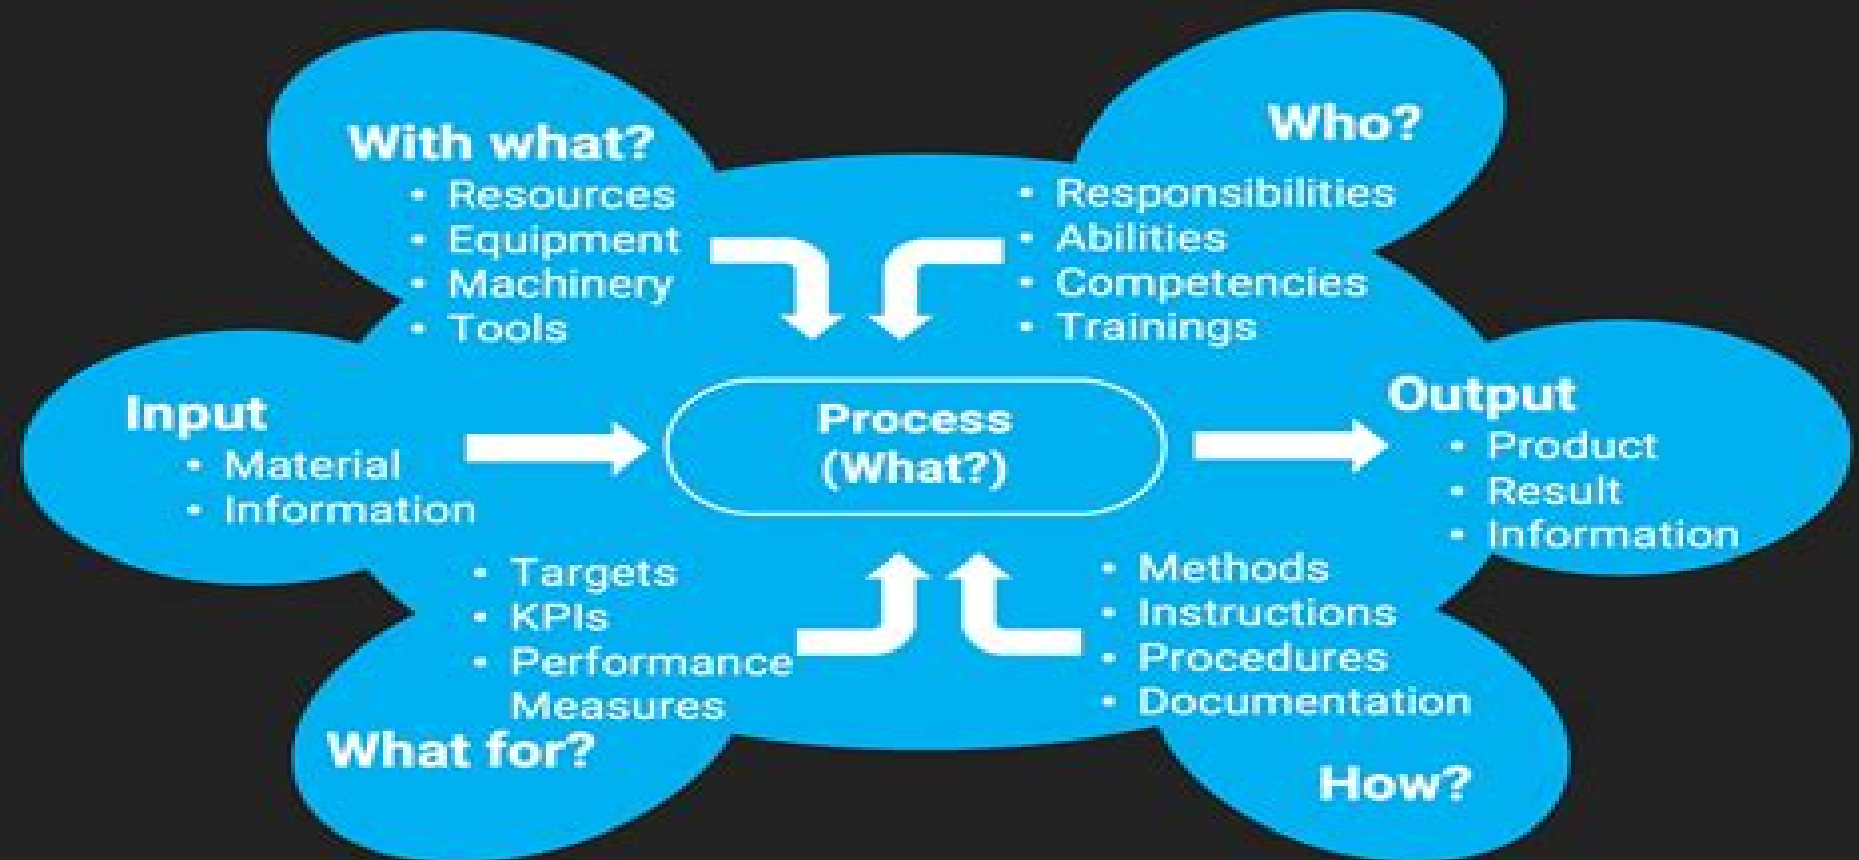 With what?
• Resources
• Equipment
• Machinery
• Tools
Who?
• Responsibilities
• Abilities
• Competencies
• Trainings
Input
• Material
• Information
Process
(What?)
Output
• Product
• Result
• Information
• Targets
• KPIs
• Performance
Measures
What for?
• Methods
• Instructions
• Procedures
• Documentation
How?